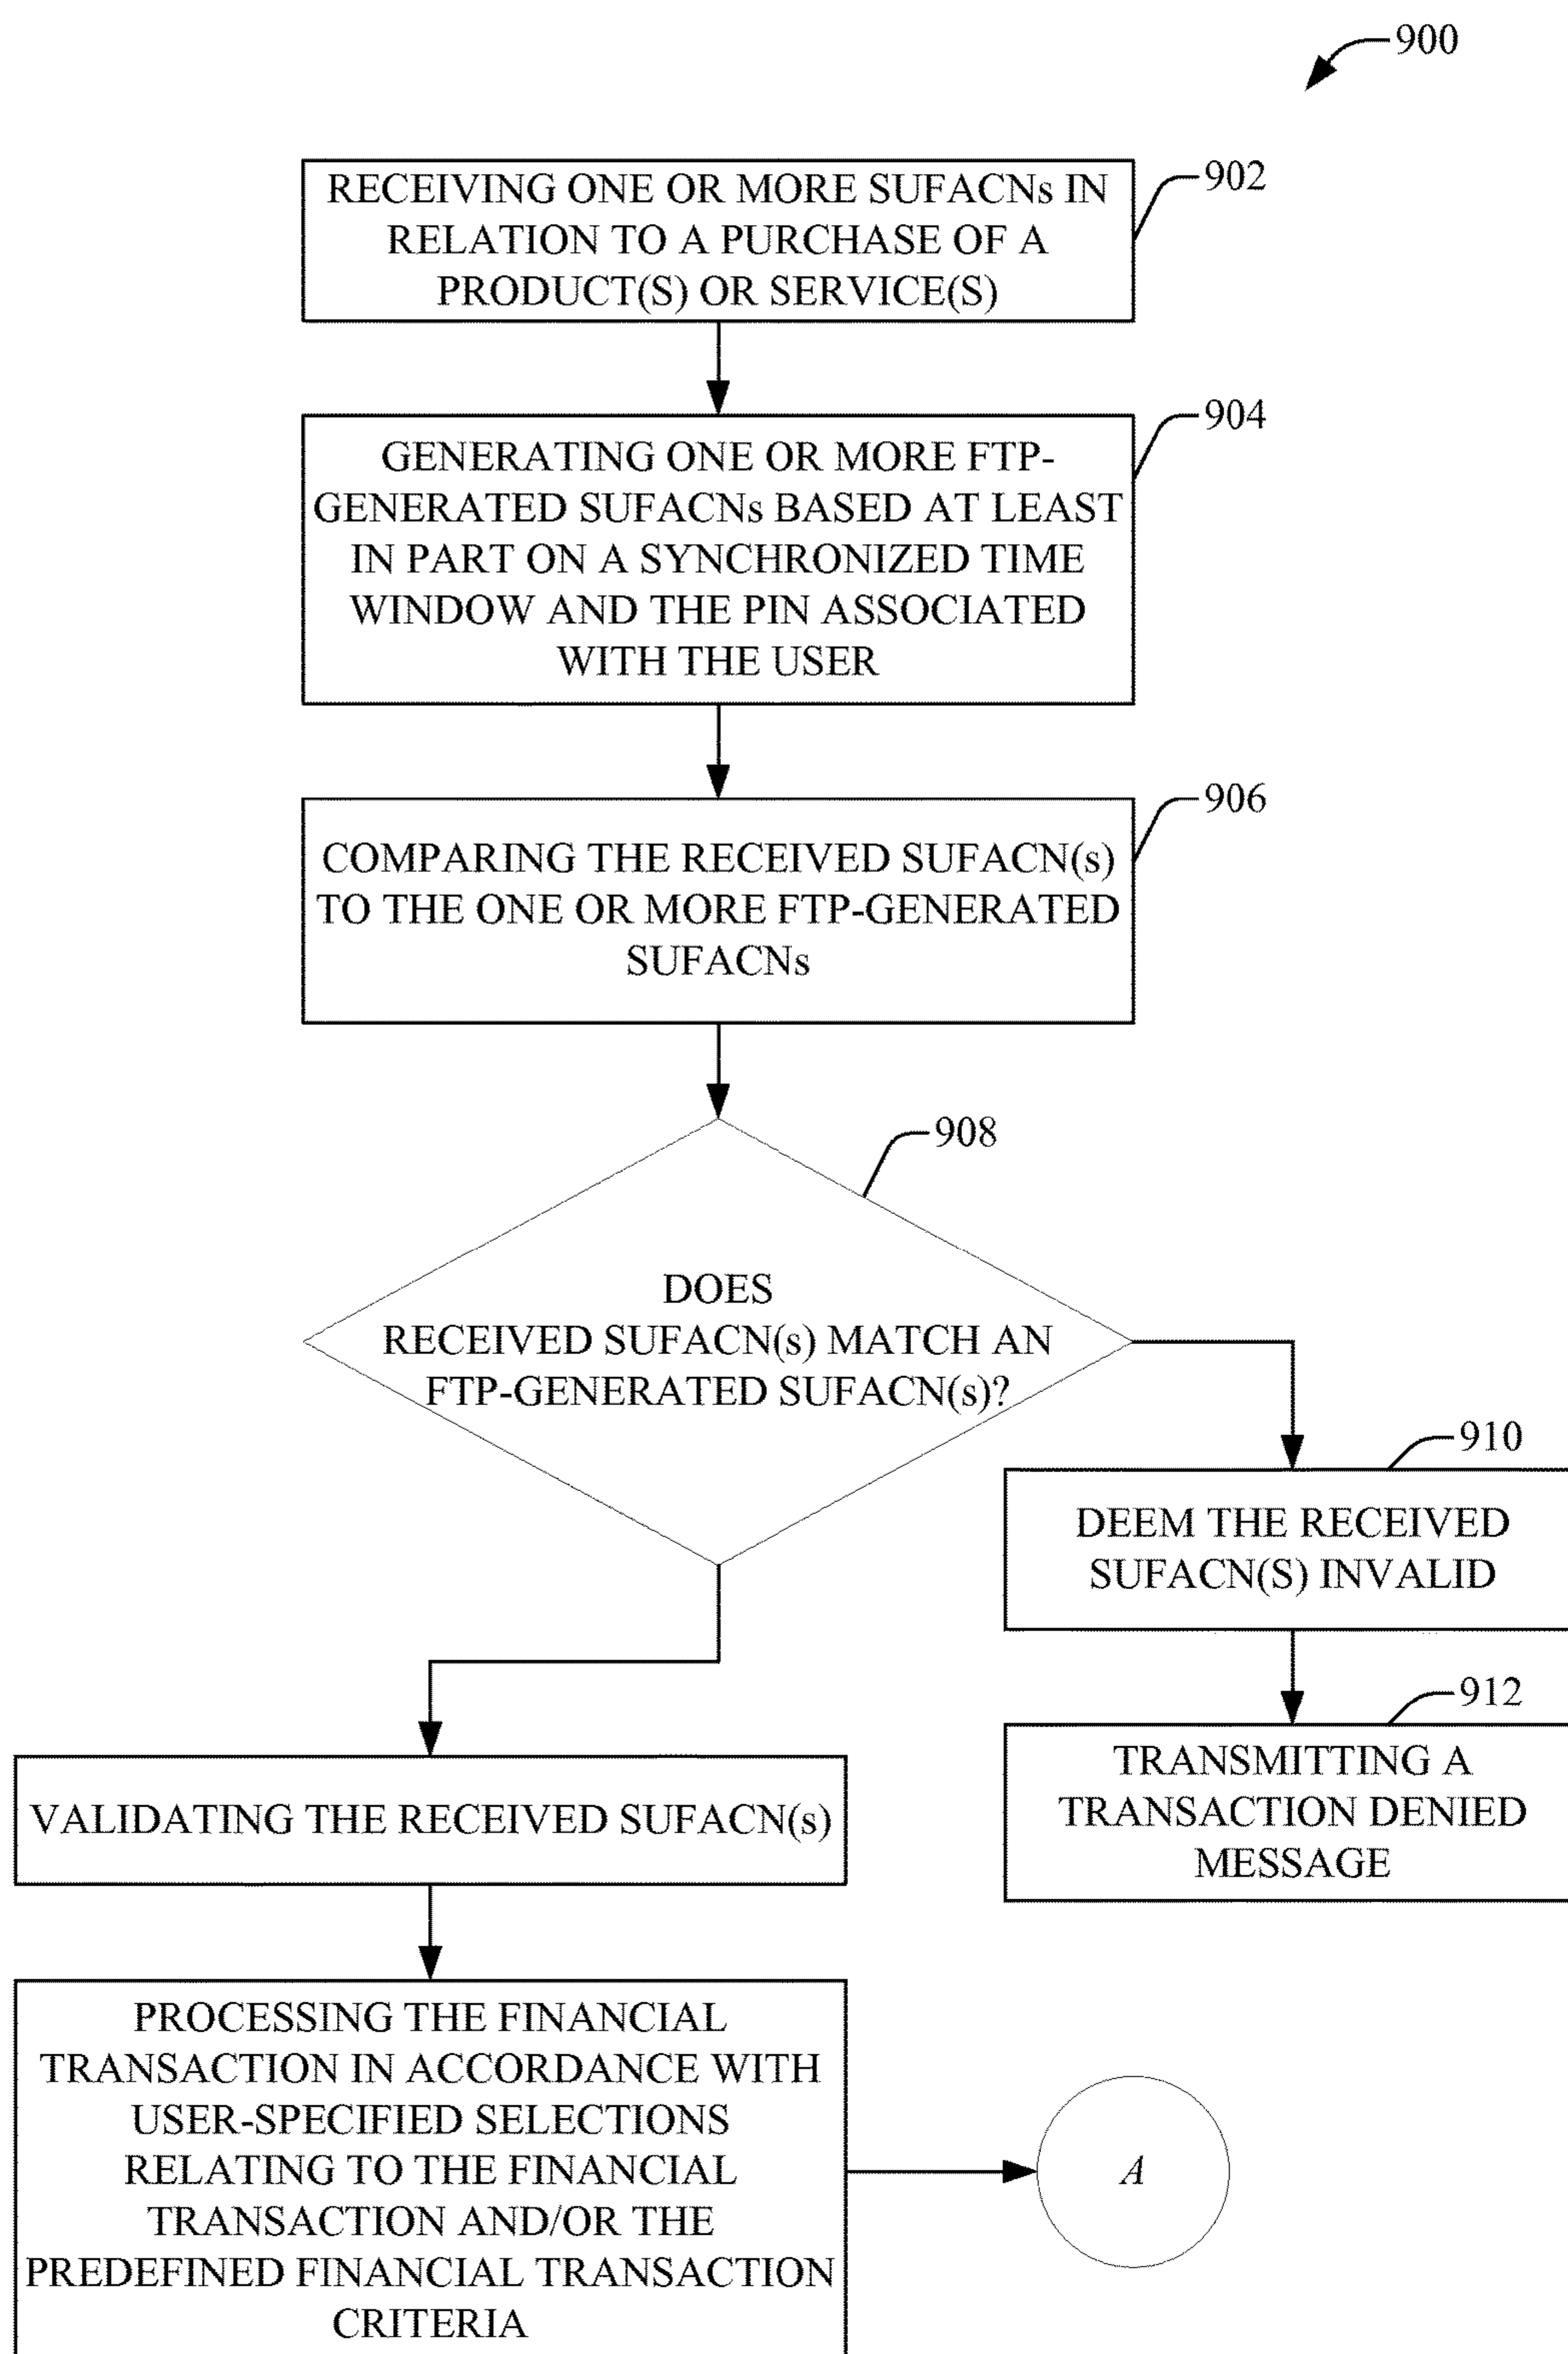 900
RECEIVING ONE OR MORE SUFACNs IN
RELATION TO A PURCHASE OF A
PRODUCT(S) OR SERVICE(S)
902
GENERATING ONE OR MORE FTP-
GENERATED SUFACNs BASED AT LEAST
IN PART ON A SYNCHRONIZED TIME
WINDOW AND THE PIN ASSOCIATED
WITH THE USER
904
COMPARING THE RECEIVED SUFACN(s)
TO THE ONE OR MORE FTP-GENERATED
SUFACNs
906
DOES
RECEIVED SUFACN(s) MATCH AN
FTP-GENERATED SUFACN(s)?
908
DEEM THE RECEIVED
SUFACN(S) INVALID
910
TRANSMITTING A
TRANSACTION DENIED
MESSAGE
912
VALIDATING THE RECEIVED SUFACN(s)
PROCESSING THE FINANCIAL
TRANSACTION IN ACCORDANCE WITH
USER-SPECIFIED SELECTIONS
RELATING TO THE FINANCIAL
TRANSACTION AND/OR THE
PREDEFINED FINANCIAL TRANSACTION
CRITERIA
A